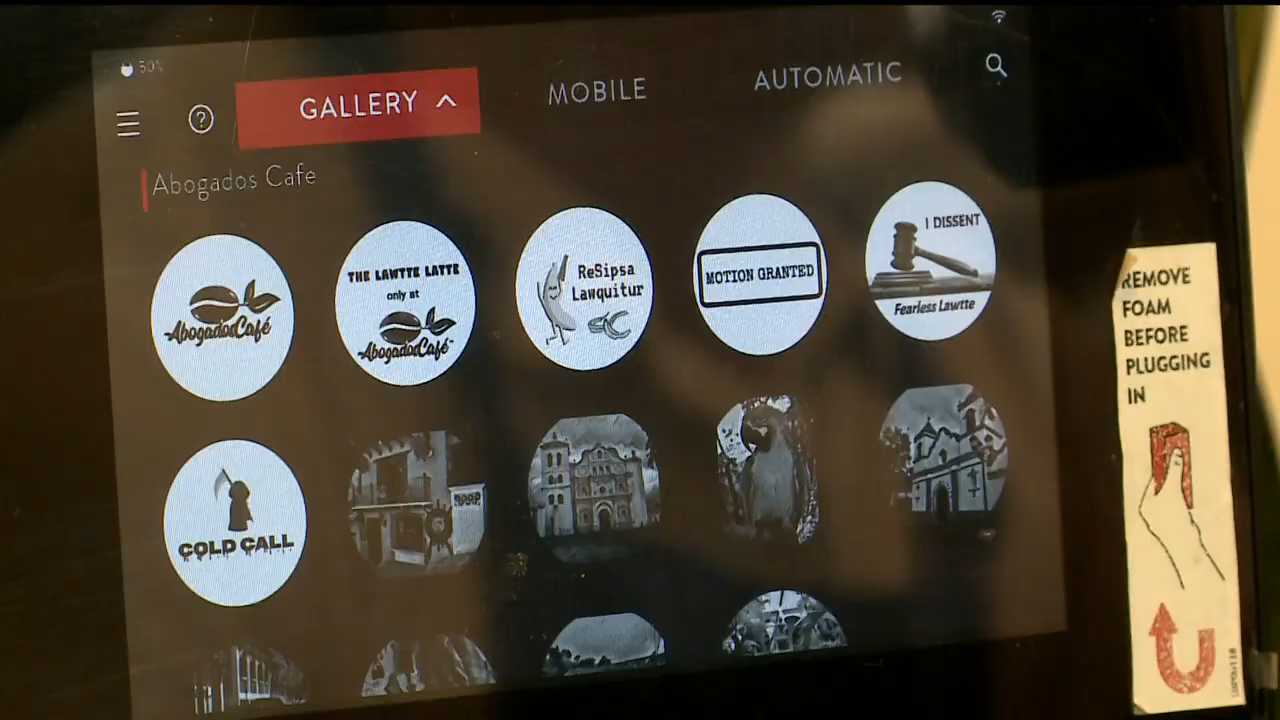 50%
GALLERY
MOBILE
AUTOMATIC
Abogados Cafe
AbogadosCafé
THE LAWTTE LATTE
only at
AbogadosCafé
ReSipsa
Lawquitur
MOTION GRANTED
I DISSENT
Fearless Lawtte
COLD CALL
REMOVE
FOAM
BEFORE
PLUGGING
IN